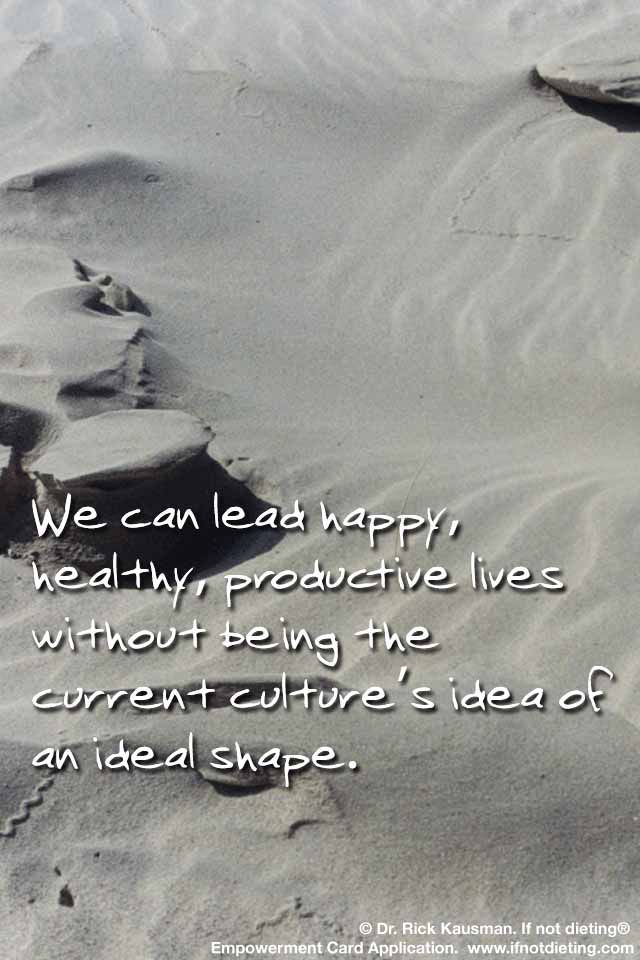 We can lead happy,
healthy, productive lives
without being the
current culture's idea of
an ideal shape.
© Dr. Rick Kausman. If not dieting®
Empowerment Card Application. www.ifnotdieting.com